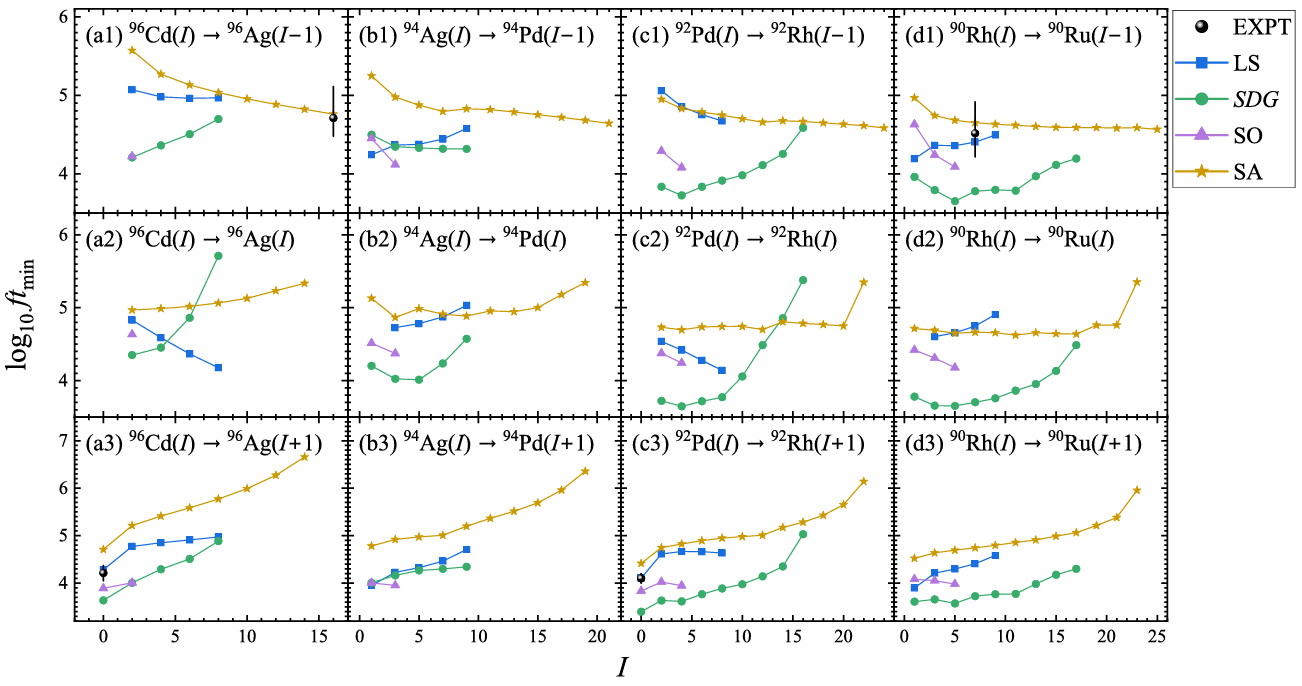 (a1) ⁹⁶Cd(I) → ⁹⁶Ag(I−1)
(b1) ⁹⁴Ag(I) → ⁹⁴Pd(I−1)
(c1) ⁹²Pd(I) → ⁹²Rh(I−1)
(d1) ⁹⁰Rh(I) → ⁹⁰Ru(I−1)
EXPT
LS
SDG
SO
SA
6
5
4
(a2) ⁹⁶Cd(I) → ⁹⁶Ag(I)
(b2) ⁹⁴Ag(I) → ⁹⁴Pd(I)
(c2) ⁹²Pd(I) → ⁹²Rh(I)
(d2) ⁹⁰Rh(I) → ⁹⁰Ru(I)
6
5
4
log₁₀ ftₘᵢₙ
(a3) ⁹⁶Cd(I) → ⁹⁶Ag(I+1)
(b3) ⁹⁴Ag(I) → ⁹⁴Pd(I+1)
(c3) ⁹²Pd(I) → ⁹²Rh(I+1)
(d3) ⁹⁰Rh(I) → ⁹⁰Ru(I+1)
7
6
5
4
0 5 10 15 0 5 10 15 20 0 5 10 15 20 0 5 10 15 20 25
I